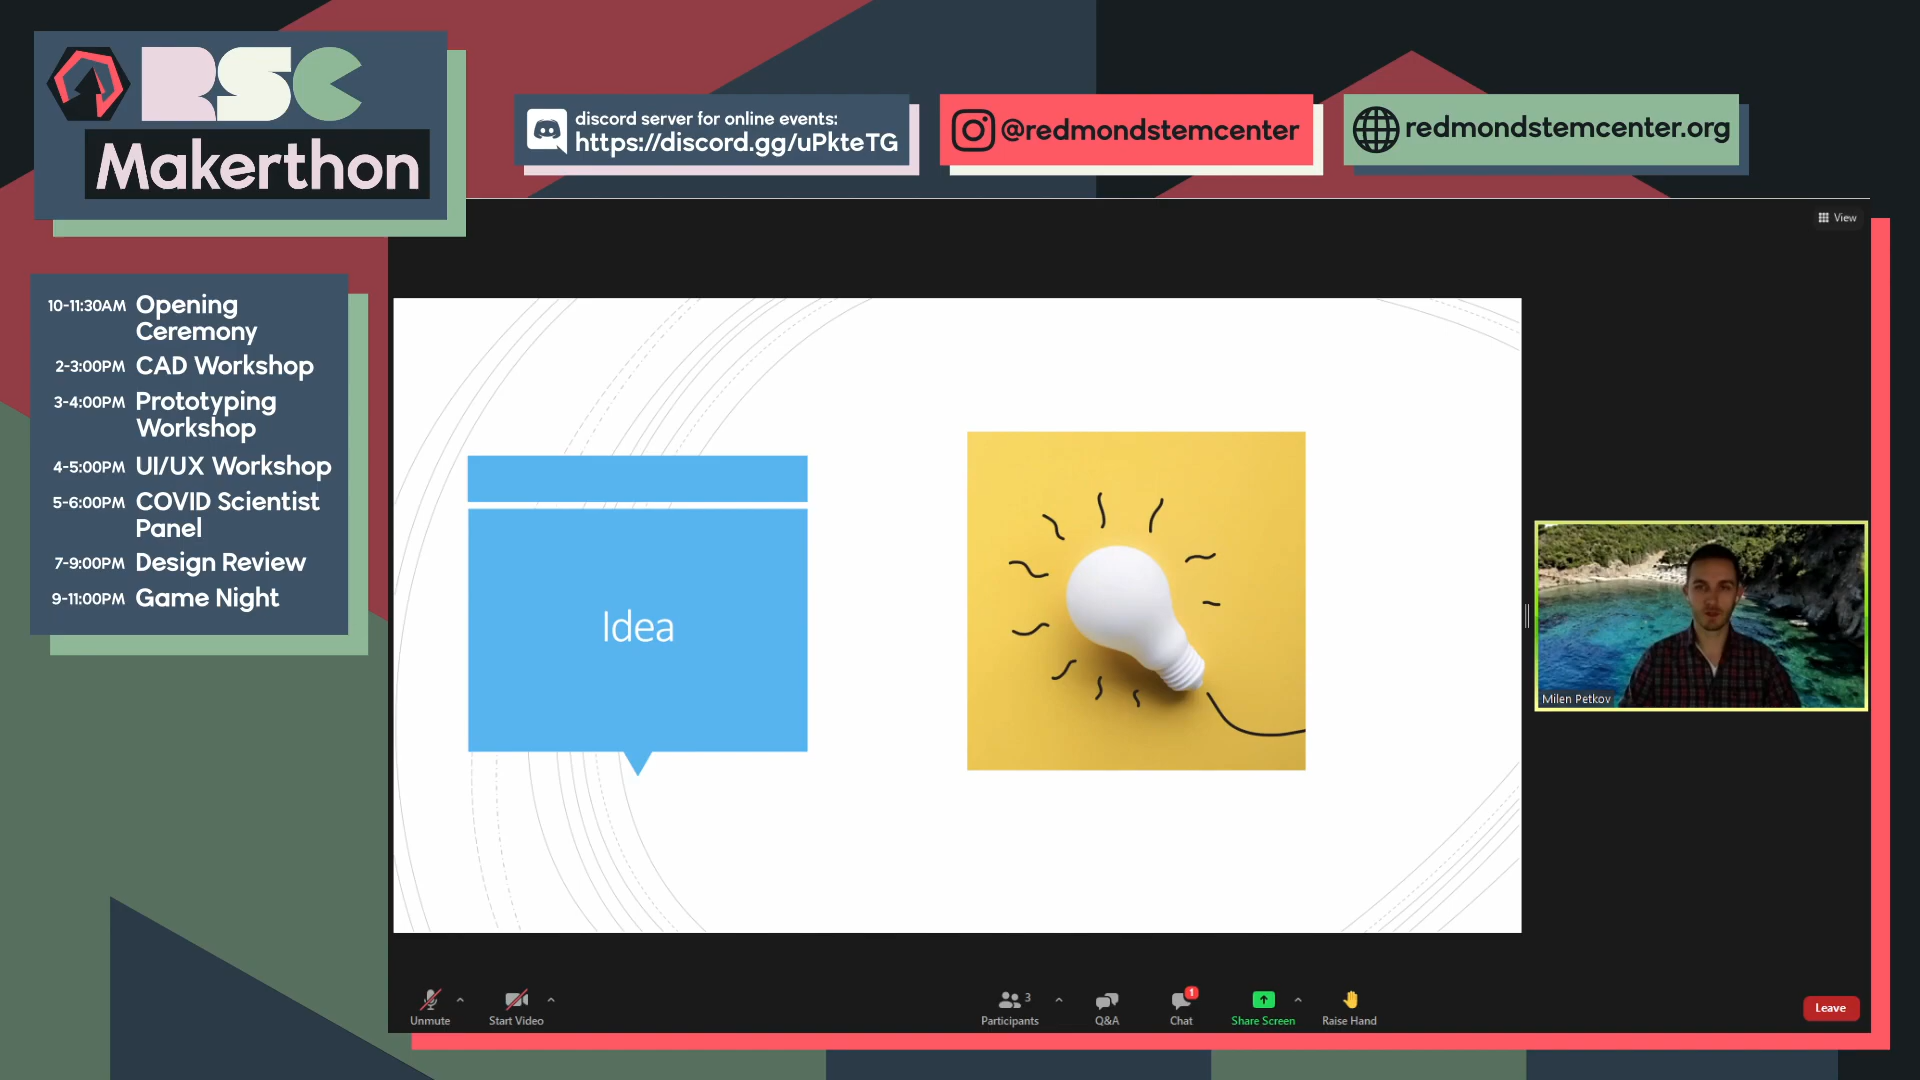 RSC
Makerthon
discord server for online events:
https://discord.gg/uPkteTG
@redmondstemcenter
redmondstemcenter.org
View
10-11:30AM Opening
Ceremony
2-3:00PM CAD Workshop
3-4:00PM Prototyping
Workshop
4-5:00PM UI/UX Workshop
5-6:00PM COVID Scientist
Panel
7-9:00PM Design Review
9-11:00PM Game Night
Idea
Milen Petkov
3
1
Unmute
Start Video
Participants
Q&A
Chat
Share Screen
Raise Hand
Leave